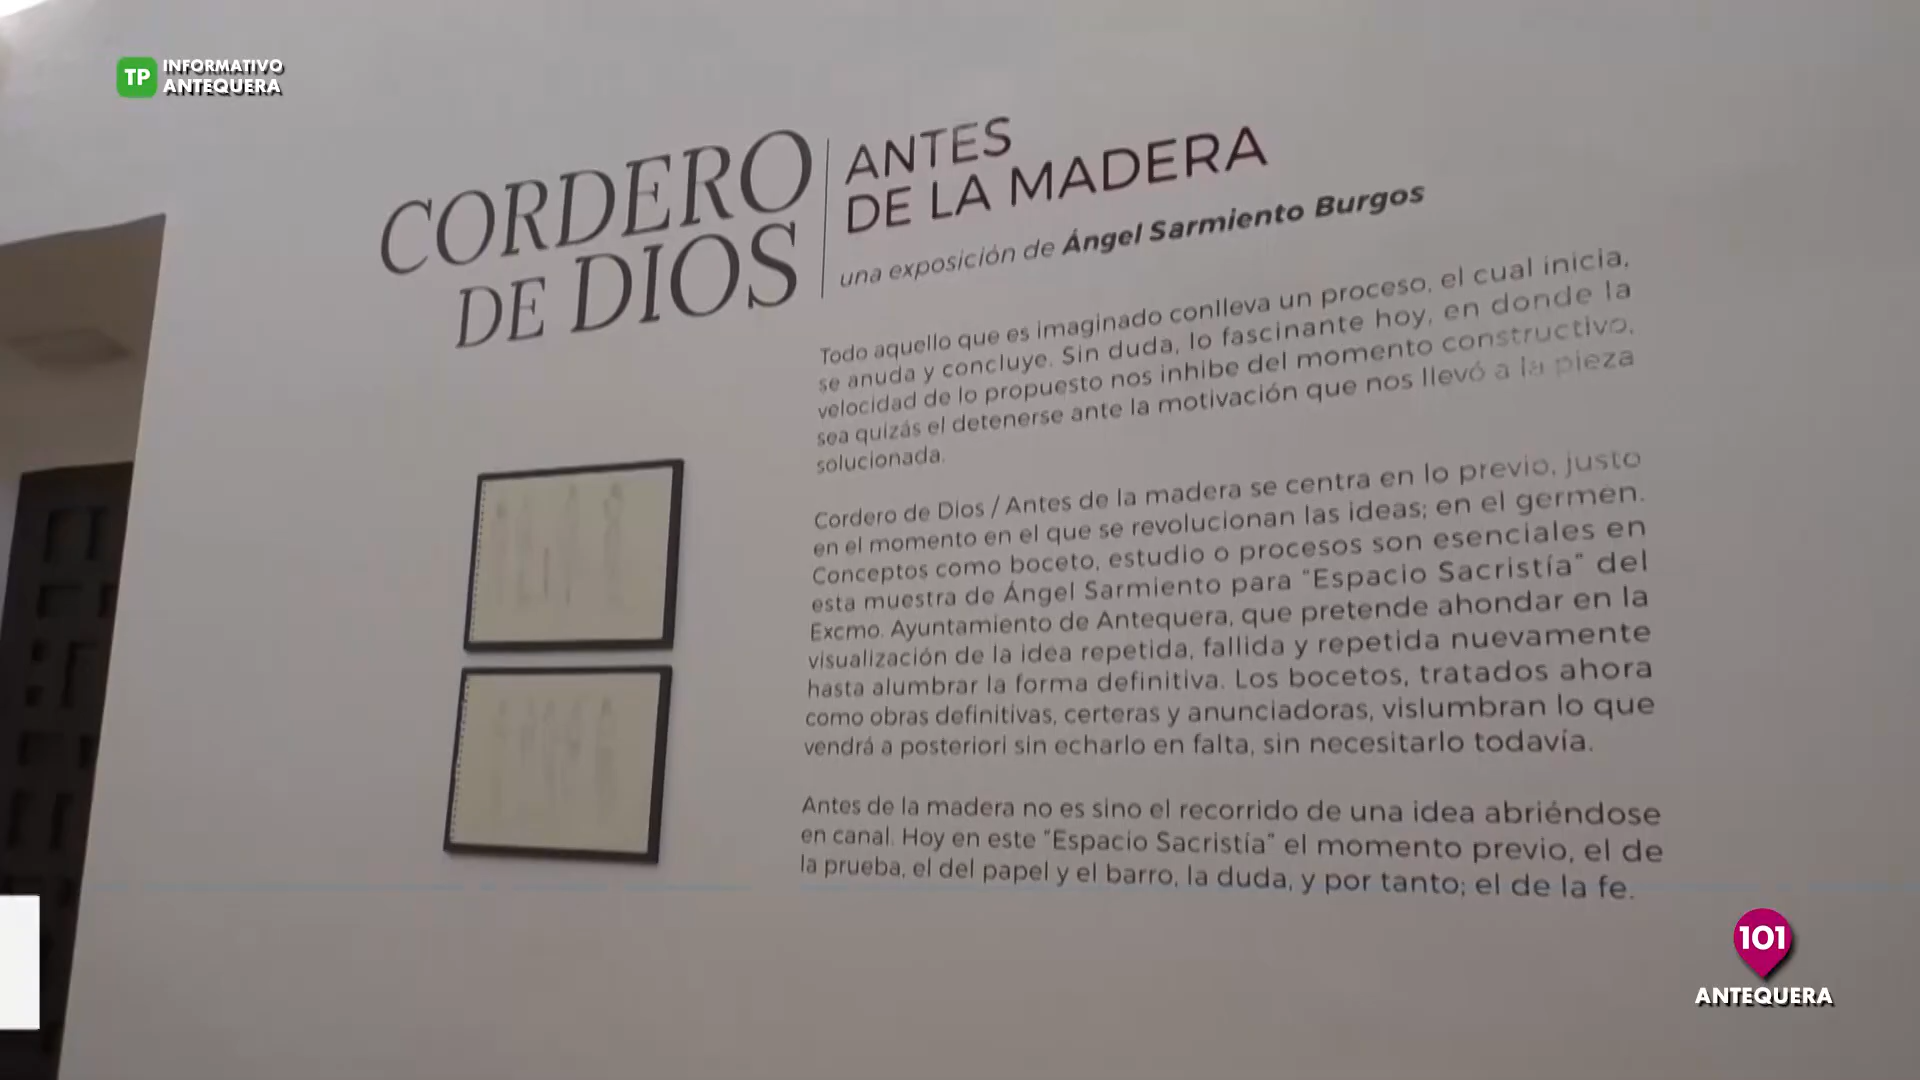 TP
INFORMATIVO
ANTEQUERA
CORDERO
DE DIOS
ANTES
DE LA MADERA
una exposición de Ángel Sarmiento Burgos
Todo aquello que es imaginado conlleva un proceso, el cual inicia,
se anuda y concluye. Sin duda, lo fascinante hoy, en donde la
velocidad de lo propuesto nos inhibe del momento constructivo,
sea quizás el detenerse ante la motivación que nos llevó a la pieza
solucionada.
Cordero de Dios / Antes de la madera se centra en lo previo, justo
en el momento en el que se revolucionan las ideas; en el germen.
Conceptos como boceto, estudio o procesos son esenciales en
esta muestra de Ángel Sarmiento para "Espacio Sacristía" del
Excmo. Ayuntamiento de Antequera, que pretende ahondar en la
visualización de la idea repetida, fallida y repetida nuevamente
hasta alumbrar la forma definitiva. Los bocetos, tratados ahora
como obras definitivas, certeras y anunciadoras, vislumbran lo que
vendrá a posteriori sin echarlo en falta, sin necesitarlo todavía.
Antes de la madera no es sino el recorrido de una idea abriéndose
en canal. Hoy en este "Espacio Sacristía" el momento previo, el de
la prueba, el del papel y el barro, la duda, y por tanto; el de la fe.
101
ANTEQUERA